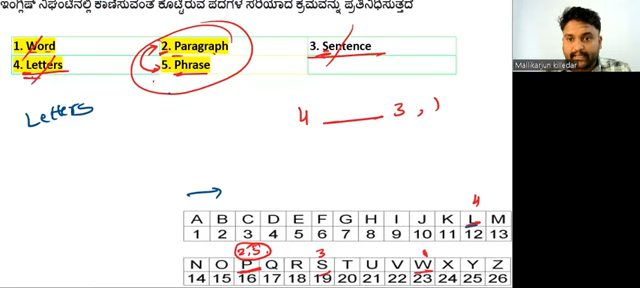 ಇಂಗ್ಲಿಷ್ ನಿಘಂಟಿನಲ್ಲಿ ಕಾಣಿಸುವಂತೆ ಕೊಟ್ಟಿರುವ ಪದಗಳ ಸರಿಯಾದ ಕ್ರಮವನ್ನು ಪ್ರತಿನಿಧಿಸುತ್ತದೆ
1. Word 2. Paragraph 3. Sentence
4. Letters 5. Phrase
Mallikarjun killedar
Letters
4 3, 1
4
A B C D E F G H I J K L M
1 2 3 4 5 6 7 8 9 10 11 12 13
2,5, 3 1
N O P Q R S T U V W X Y Z
14 15 16 17 18 19 20 21 22 23 24 25 26